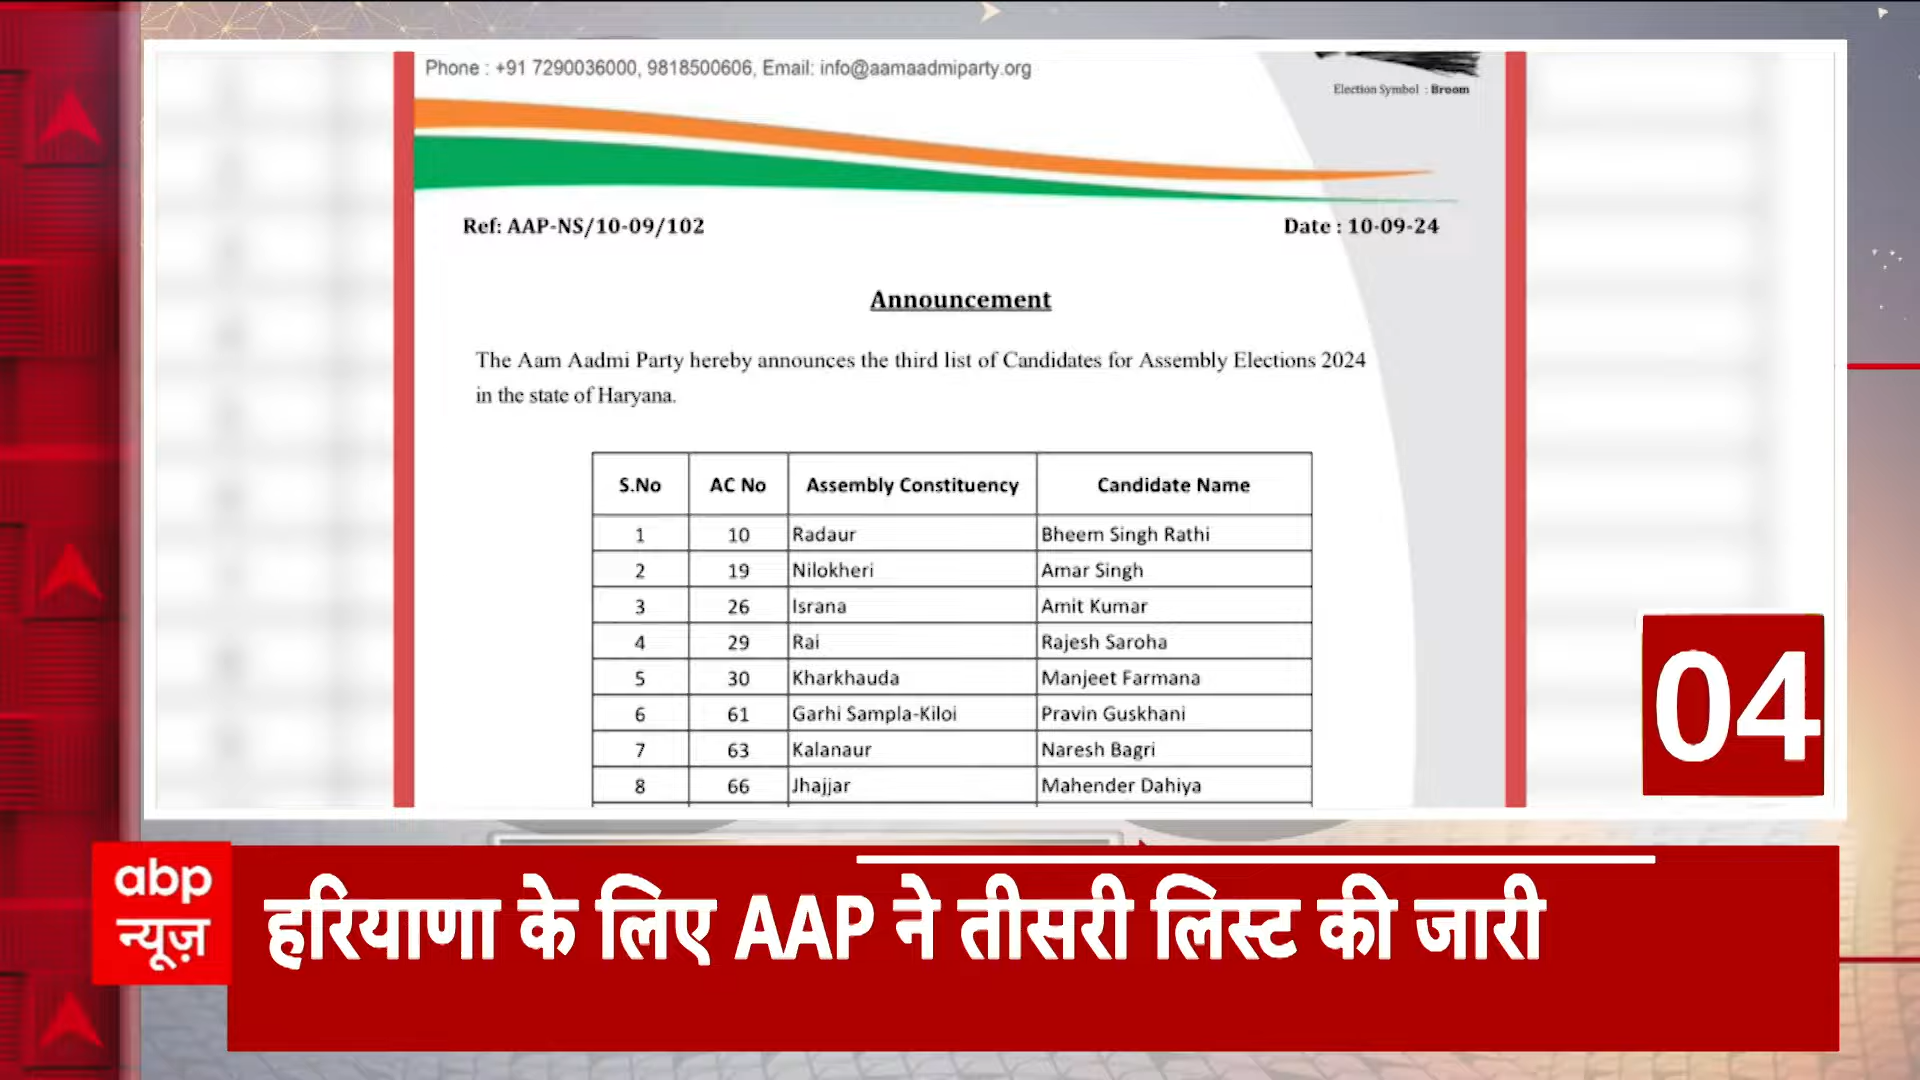 Phone : +91 7290036000, 9818500606, Email: info@aamaadmiparty.org
Election Symbol : Broom
Ref: AAP-NS/10-09/102 Date : 10-09-24
Announcement
The Aam Aadmi Party hereby announces the third list of Candidates for Assembly Elections 2024
in the state of Haryana.
S.No AC No Assembly Constituency Candidate Name
1 10 Radaur Bheem Singh Rathi
2 19 Nilokheri Amar Singh
3 26 Israna Amit Kumar
4 29 Rai Rajesh Saroha
5 30 Kharkhauda Manjeet Farmana
6 61 Garhi Sampla-Kiloi Pravin Guskhani
7 63 Kalanaur Naresh Bagri
8 66 Jhajjar Mahender Dahiya
04
abp
न्यूज़
हरियाणा के लिए AAP ने तीसरी लिस्ट की जारी